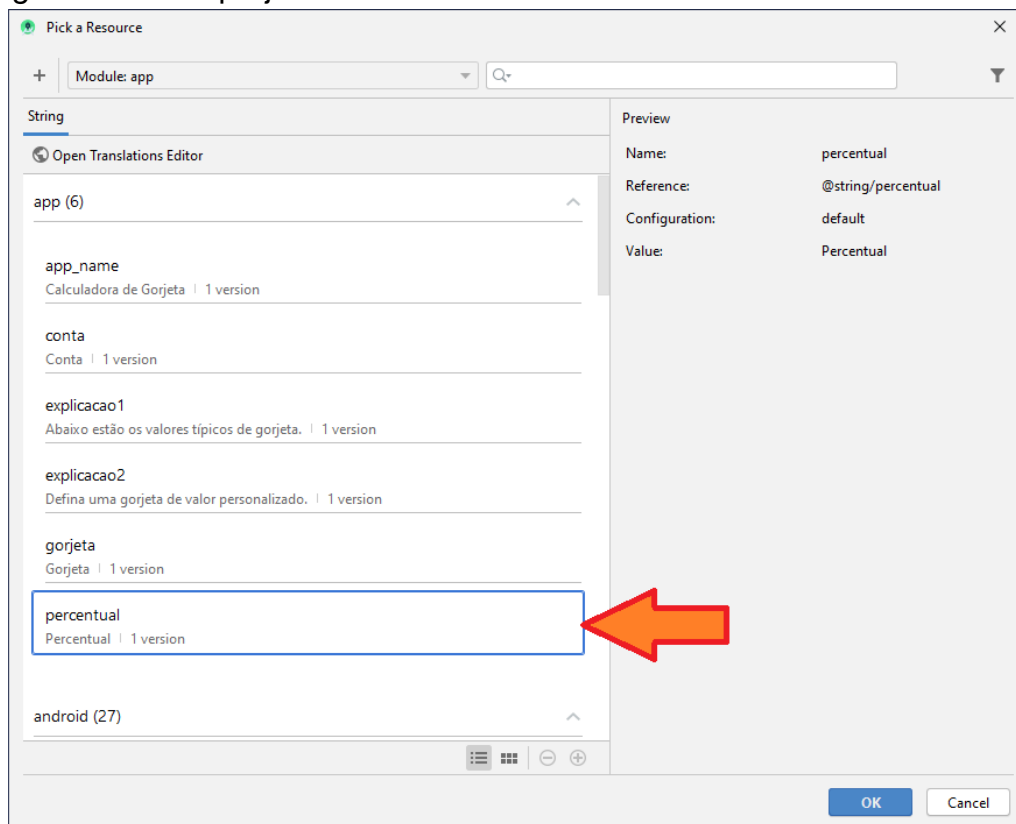 Pick a Resource
Module: app
String
Open Translations Editor
app (6)
app_name
Calculadora de Gorjeta | 1 version
conta
Conta | 1 version
explicacao1
Abaixo estão os valores típicos de gorjeta. | 1 version
explicacao2
Defina uma gorjeta de valor personalizado. | 1 version
gorjeta
Gorjeta | 1 version
percentual
Percentual | 1 version
android (27)
Preview
Name: percentual
Reference: @string/percentual
Configuration: default
Value: Percentual
OK Cancel